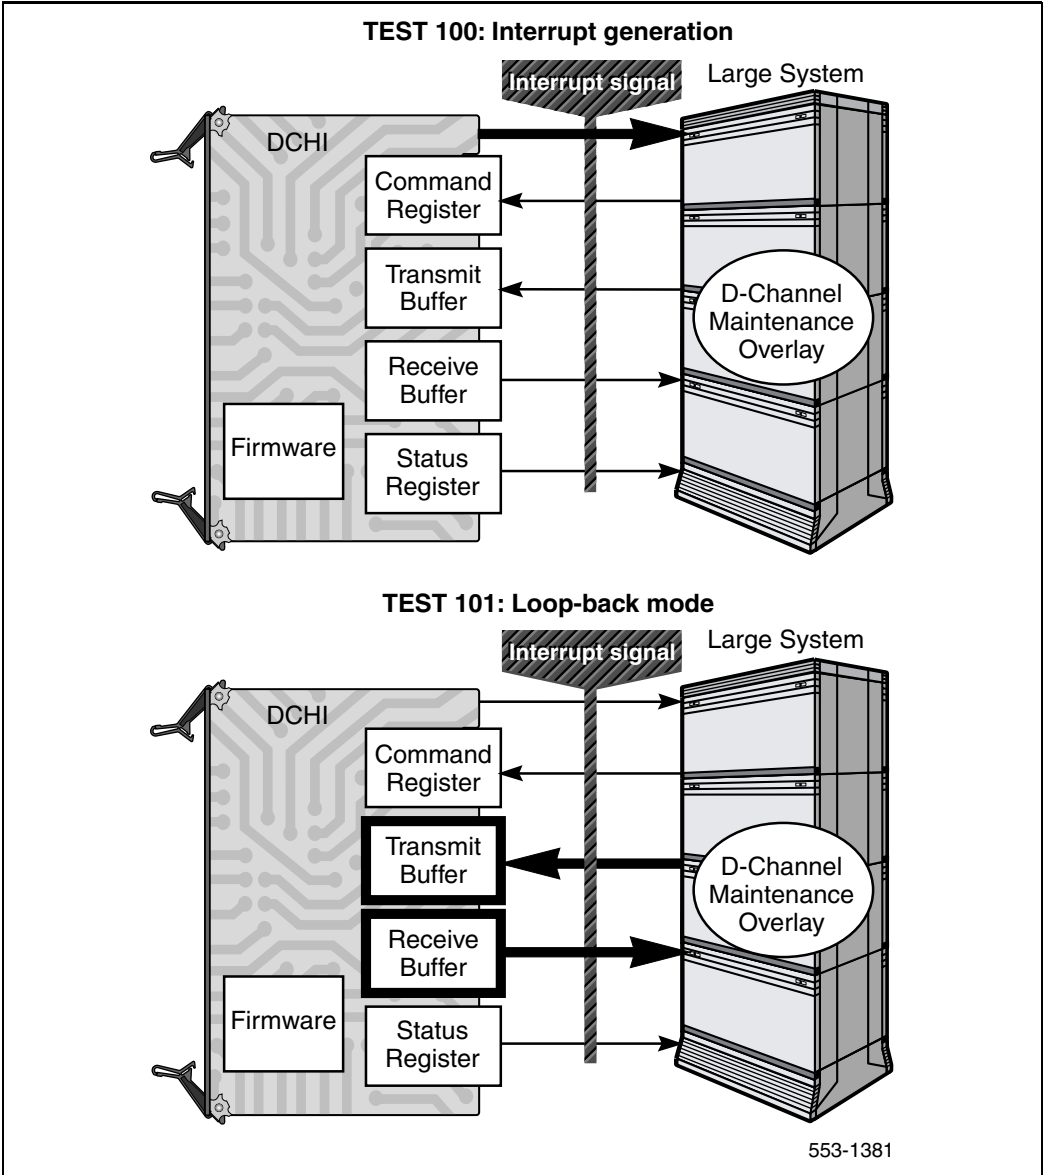 TEST 100: Interrupt generation
Interrupt signal
Large System
DCHI
Command
Register
Transmit
Buffer
D-Channel
Maintenance
Overlay
Receive
Buffer
Firmware
Status
Register
TEST 101: Loop-back mode
Interrupt signal
Large System
DCHI
Command
Register
Transmit
Buffer
D-Channel
Maintenance
Overlay
Receive
Buffer
Firmware
Status
Register
553-1381